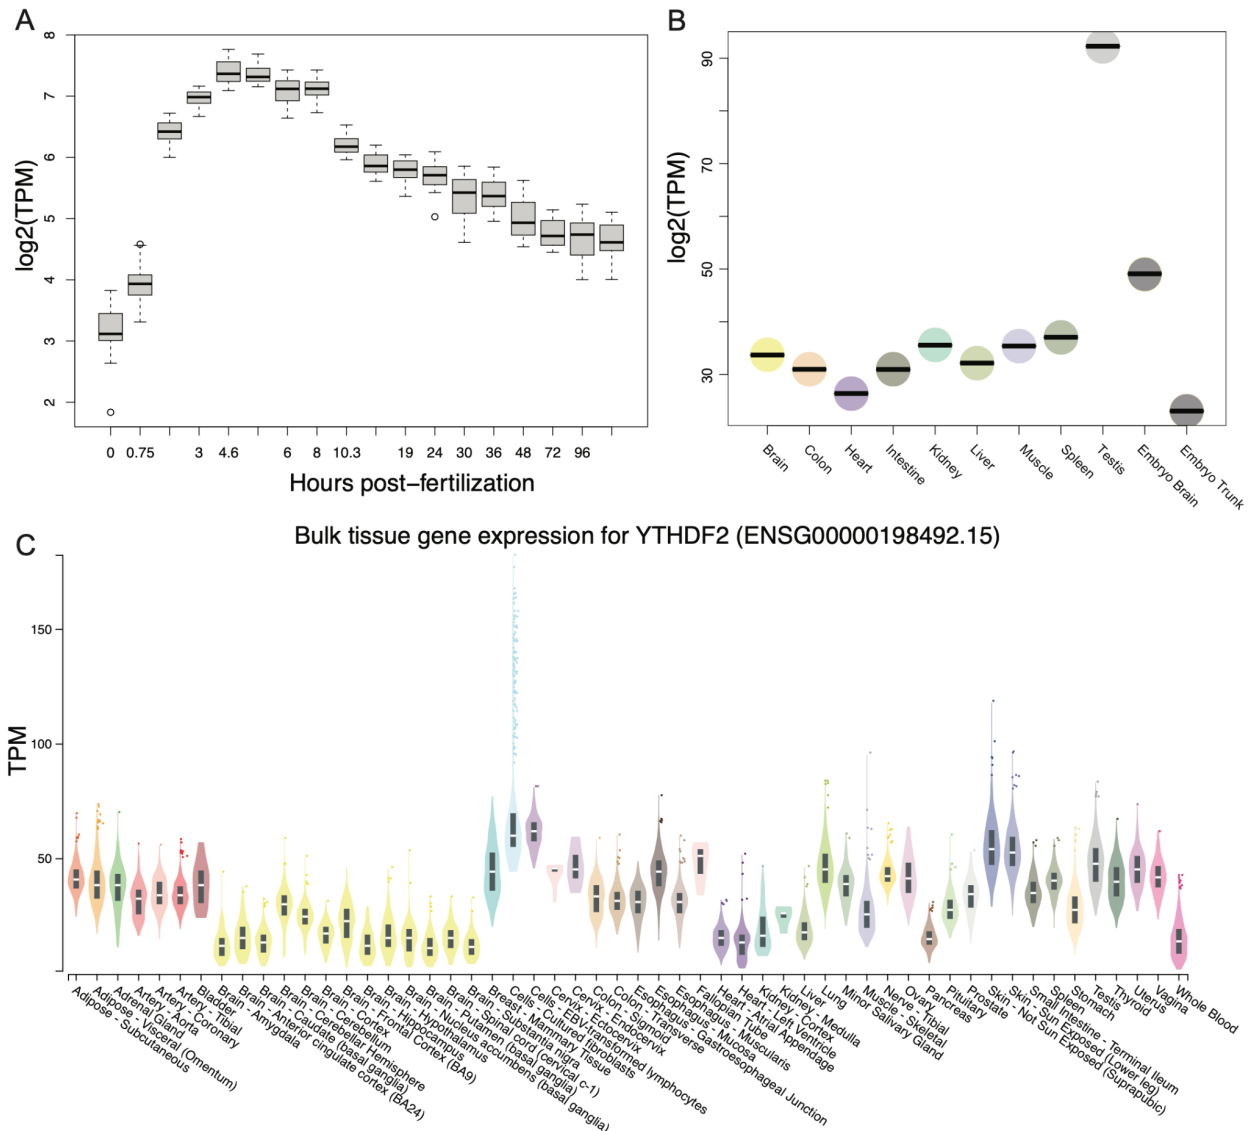 A
8
7
6
5
4
3
2
log2(TPM)
0
0.75
3
4.6
6
8
10.3
19
24
30
36
48
72
96
Hours post−fertilization
B
90
70
50
30
log2(TPM)
Brain
Colon
Heart
Intestine
Kidney
Liver
Muscle
Spleen
Testis
Embryo Brain
Embryo Trunk
C
Bulk tissue gene expression for YTHDF2 (ENSG00000198492.15)
150
100
50
TPM
Adipose - Subcutaneous
Adipose - Visceral (Omentum)
Adrenal Gland
Artery - Aorta
Artery - Coronary
Artery - Tibial
Bladder
Brain - Amygdala
Brain - Anterior cingulate cortex (BA24)
Brain - Caudate (basal ganglia)
Brain - Cerebellar Hemisphere
Brain - Cerebellum
Brain - Cortex
Brain - Frontal Cortex (BA9)
Brain - Hippocampus
Brain - Hypothalamus
Brain - Nucleus accumbens (basal ganglia)
Brain - Putamen (basal ganglia)
Brain - Spinal cord (cervical c-1)
Brain - Substantia nigra
Breast - Mammary Tissue
Cells - Cultured fibroblasts
Cells - EBV-transformed lymphocytes
Cervix - Ectocervix
Cervix - Endocervix
Colon - Sigmoid
Colon - Transverse
Esophagus - Gastroesophageal Junction
Esophagus - Mucosa
Esophagus - Muscularis
Fallopian Tube
Heart - Atrial Appendage
Heart - Left Ventricle
Kidney - Cortex
Kidney - Medulla
Liver
Lung
Minor Salivary Gland
Muscle - Skeletal
Nerve - Tibial
Ovary
Pancreas
Pituitary
Prostate
Skin - Not Sun Exposed (Suprapubic)
Skin - Sun Exposed (Lower leg)
Small Intestine - Terminal Ileum
Spleen
Stomach
Testis
Thyroid
Uterus
Vagina
Whole Blood